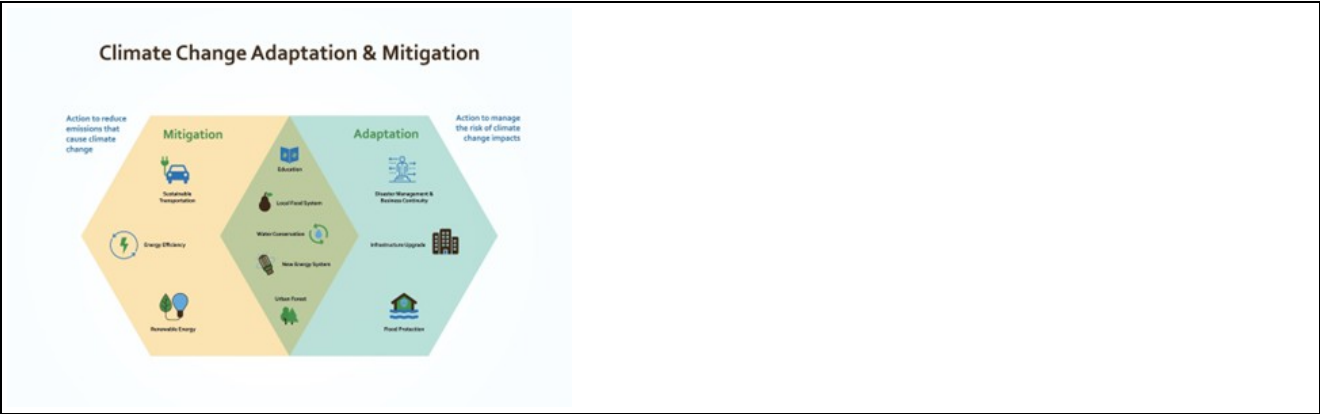 Climate Change Adaptation & Mitigation
Action to reduce
emissions that
cause climate
change
Action to manage
the risk of climate
change impacts
Mitigation
Sustainable
Transportation
Energy Efficiency
Renewable Energy
Education
Local Food System
Water Conservation
New Energy System
Urban Forest
Adaptation
Disaster Management &
Business Continuity
Infrastructure Upgrade
Flood Protection